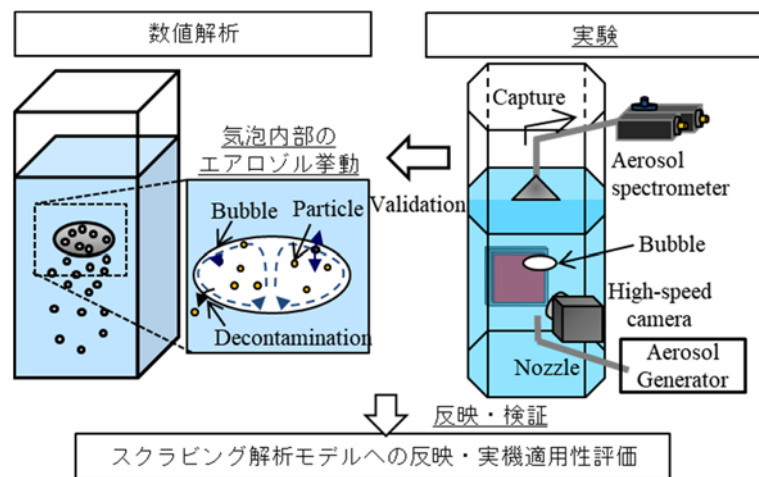 数値解析
実験
気泡内部の
エアロゾル挙動
Bubble
Particle
Decontamination
Validation
Capture
Aerosol
spectrometer
Bubble
High-speed
camera
Nozzle
Aerosol
Generator
反映・検証
スクラビング解析モデルへの反映・実機適用性評価